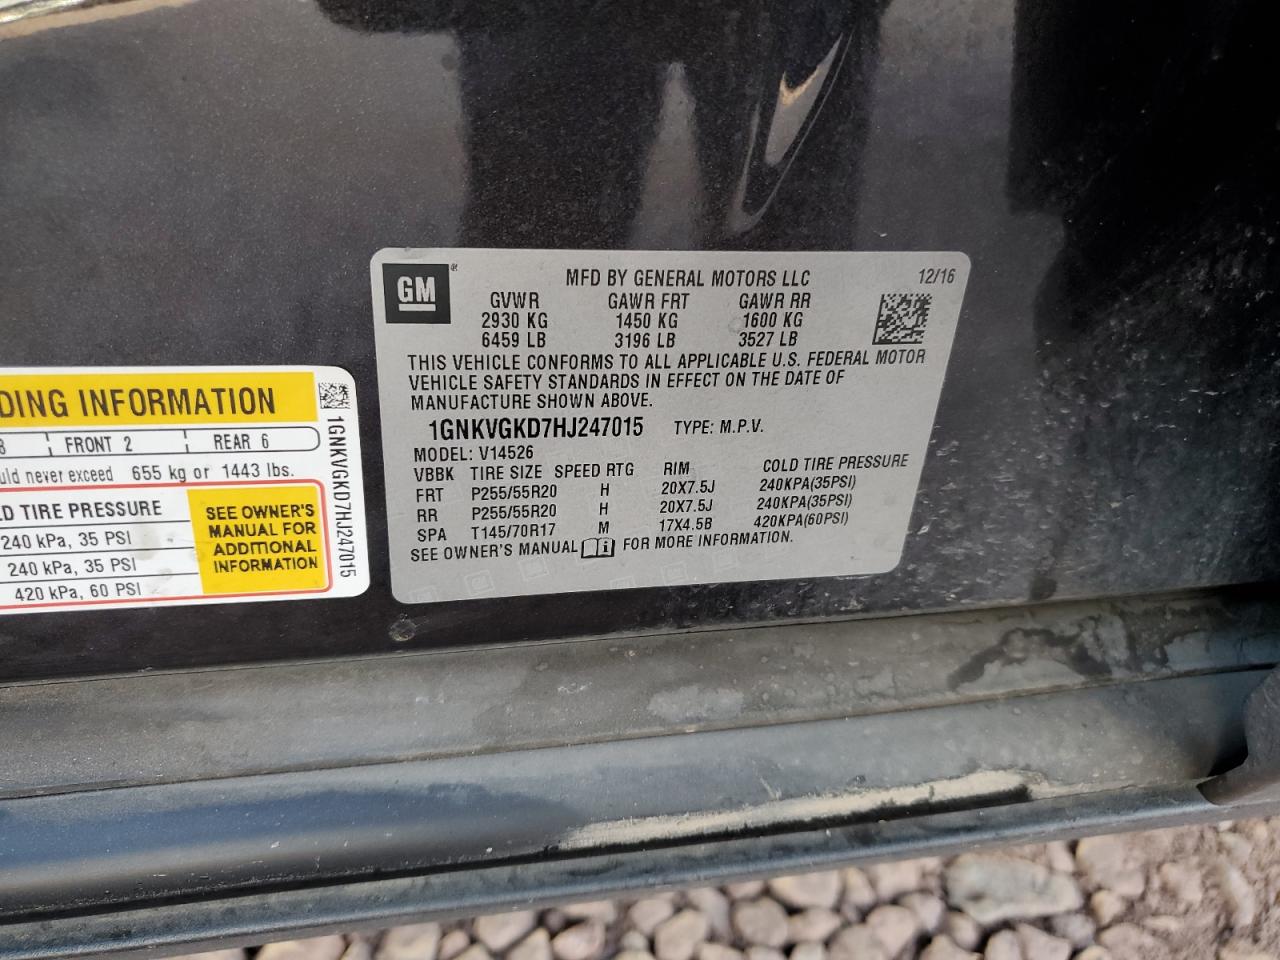 GM
MFD BY GENERAL MOTORS LLC
12/16
GVWR GAWR FRT GAWR RR
2930 KG 1450 KG 1600 KG
6459 LB 3196 LB 3527 LB
THIS VEHICLE CONFORMS TO ALL APPLICABLE U.S. FEDERAL MOTOR
VEHICLE SAFETY STANDARDS IN EFFECT ON THE DATE OF
MANUFACTURE SHOWN ABOVE.
1GNKVGKD7HJ247015 TYPE: M.P.V.
MODEL: V14526
VBBK TIRE SIZE SPEED RTG RIM COLD TIRE PRESSURE
FRT P255/55R20 H 20X7.5J 240KPA(35PSI)
RR P255/55R20 H 20X7.5J 240KPA(35PSI)
SPA T145/70R17 M 17X4.5B 420KPA(60PSI)
SEE OWNER'S MANUAL FOR MORE INFORMATION.
DING INFORMATION
FRONT 2 REAR 6
never exceed 655 kg or 1443 lbs.
D TIRE PRESSURE
240 kPa, 35 PSI
240 kPa, 35 PSI
420 kPa, 60 PSI
SEE OWNER'S
MANUAL FOR
ADDITIONAL
INFORMATION
1GNKVGKD7HJ247015